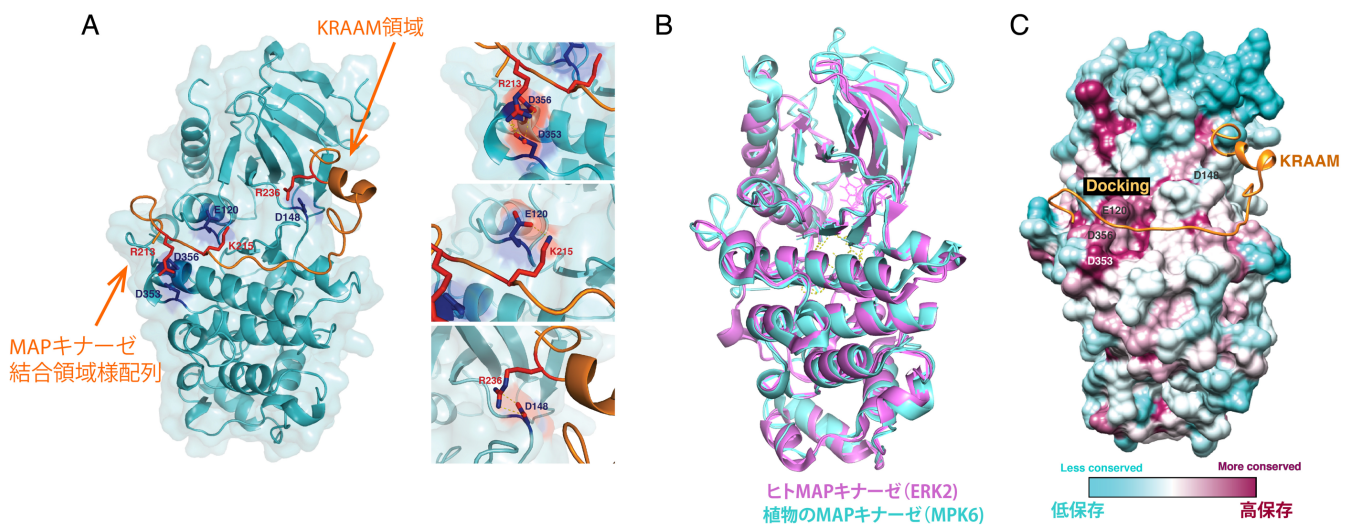 A
KRAAM領域
R236
E120
D148
R213
D356
K215
D353
MAPキナーゼ
結合領域様配列
R213
D356
D353
E120
K215
R236
D148
B
ヒトMAPキナーゼ(ERK2)
植物のMAPキナーゼ(MPK6)
C
KRAAM
D148
Docking
E120
D356
D353
Less conserved
More conserved
低保存
高保存